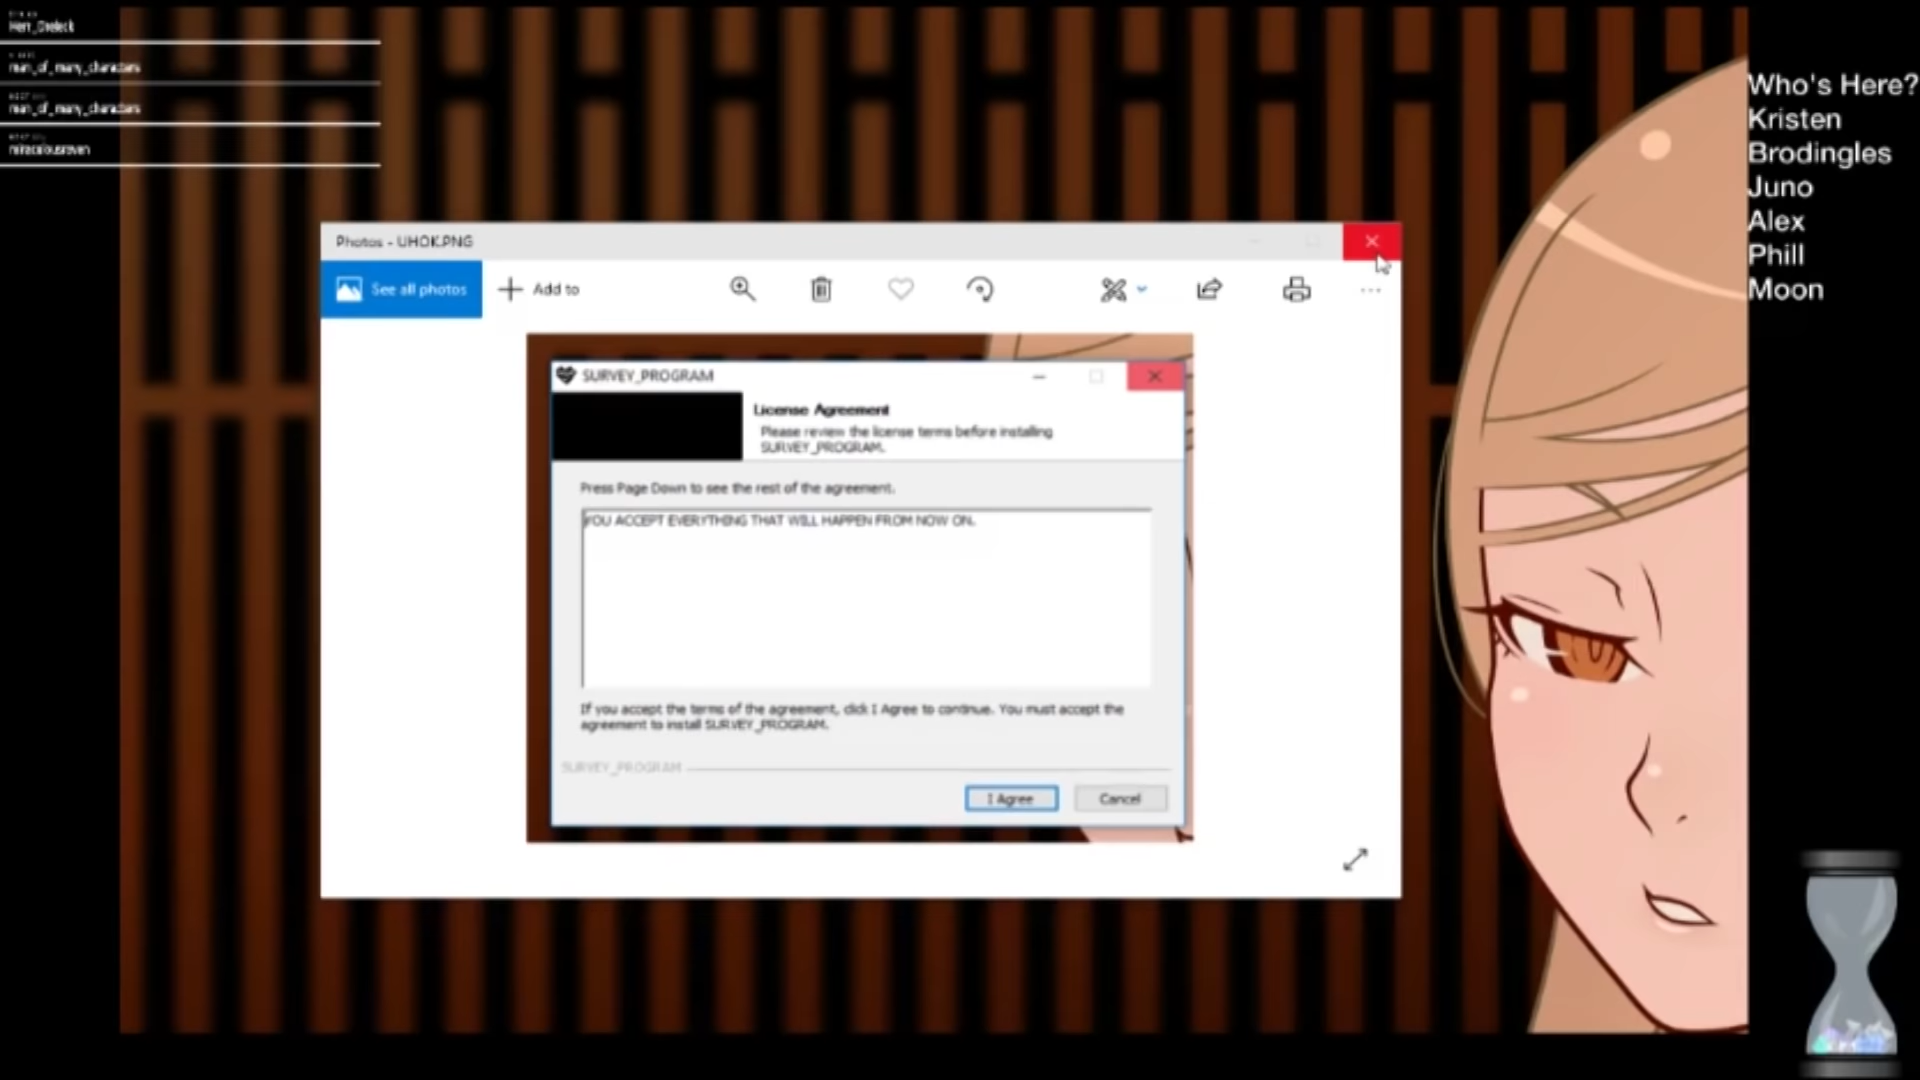 man_of_many_characters
man_of_many_characters
miraculousraven
Who's Here?
Kristen
Brodingles
Juno
Alex
Phill
Moon
Photos - UHOK.PNG
See all photos
Add to
SURVEY_PROGRAM
License Agreement
Please review the license terms before installing
SURVEY_PROGRAM.
Press Page Down to see the rest of the agreement.
YOU ACCEPT EVERYTHING THAT WILL HAPPEN FROM NOW ON.
If you accept the terms of the agreement, click I Agree to continue. You must accept the
agreement to install SURVEY_PROGRAM.
SURVEY_PROGRAM
I Agree
Cancel